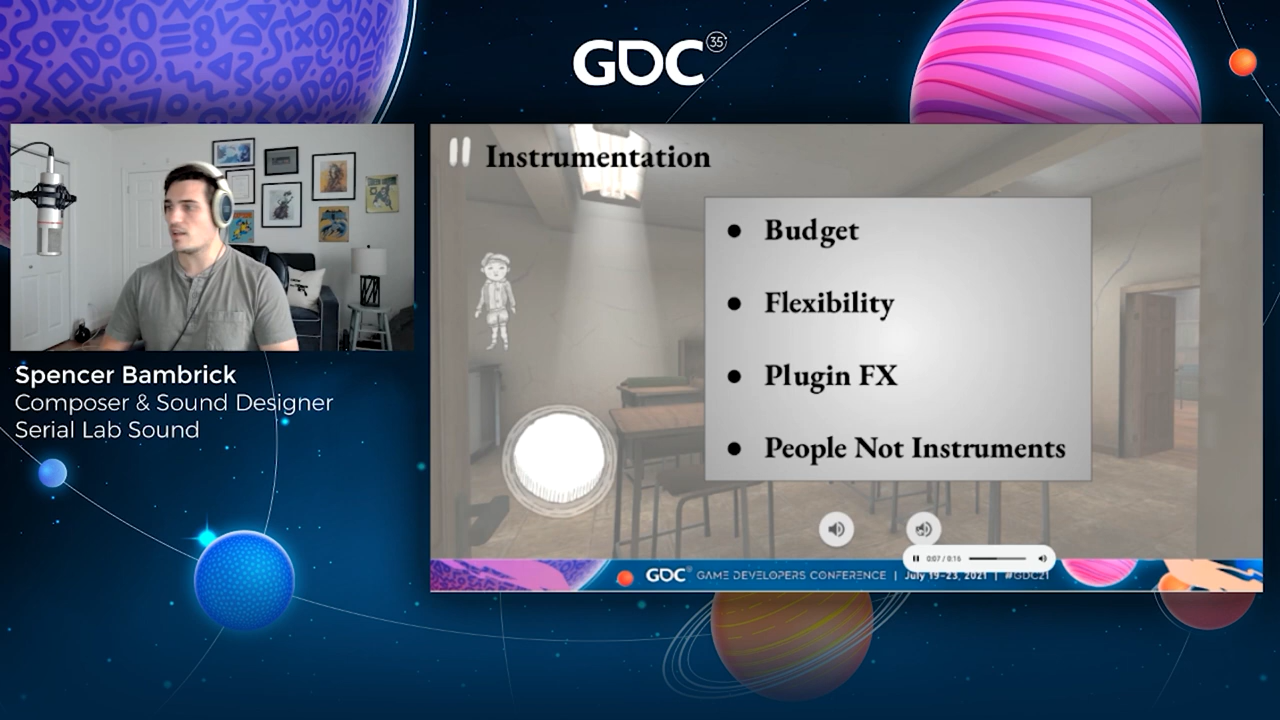 GDC 35
Instrumentation
• Budget
• Flexibility
• Plugin FX
• People Not Instruments
Spencer Bambrick
Composer & Sound Designer
Serial Lab Sound
0:07 / 0:16
GDC GAME DEVELOPERS CONFERENCE | July 19-23, 2021 | #GDC21